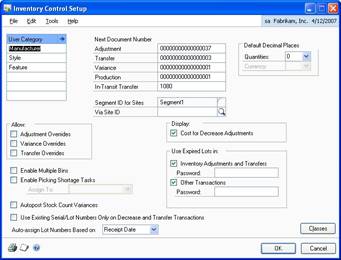 Inventory Control Setup
File Edit Tools Help
sa Fabrikam, Inc. 4/12/2007
User Category
Manufacturer
Style
Feature
Next Document Number
Adjustment 00000000000000037
Transfer 00000000000000003
Variance 00000000000000001
Production 00000000000000001
In-Transit Transfer 1080
Default Decimal Places
Quantities: 0
Currency:
Segment ID for Sites Segment1
Via Site ID
Allow:
Adjustment Overrides
Variance Overrides
Transfer Overrides
Display:
Cost for Decrease Adjustments
Use Expired Lots in:
Inventory Adjustments and Transfers
Password:
Other Transactions
Password:
Enable Multiple Bins
Enable Picking Shortage Tasks
Assign To:
Autopost Stock Count Variances
Use Existing Serial/Lot Numbers Only on Decrease and Transfer Transactions
Auto-assign Lot Numbers Based on Receipt Date
Classes
OK
Cancel